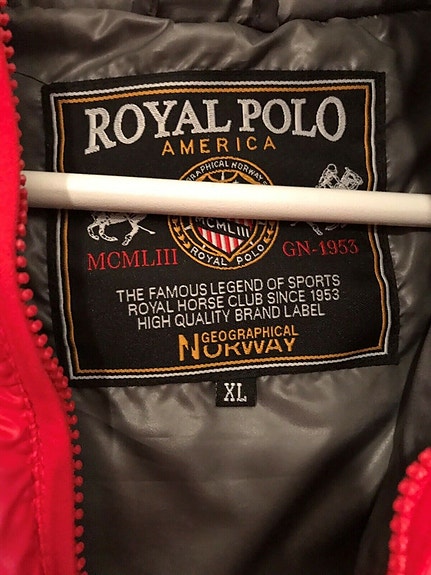 ROYAL POLO
AMERICA
GEOGRAPHICAL NORWAY
MCMLIII
ROYAL POLO
MCMLIII
GN-1953
THE FAMOUS LEGEND OF SPORTS
ROYAL HORSE CLUB SINCE 1953
HIGH QUALITY BRAND LABEL
GEOGRAPHICAL
NORWAY
XL